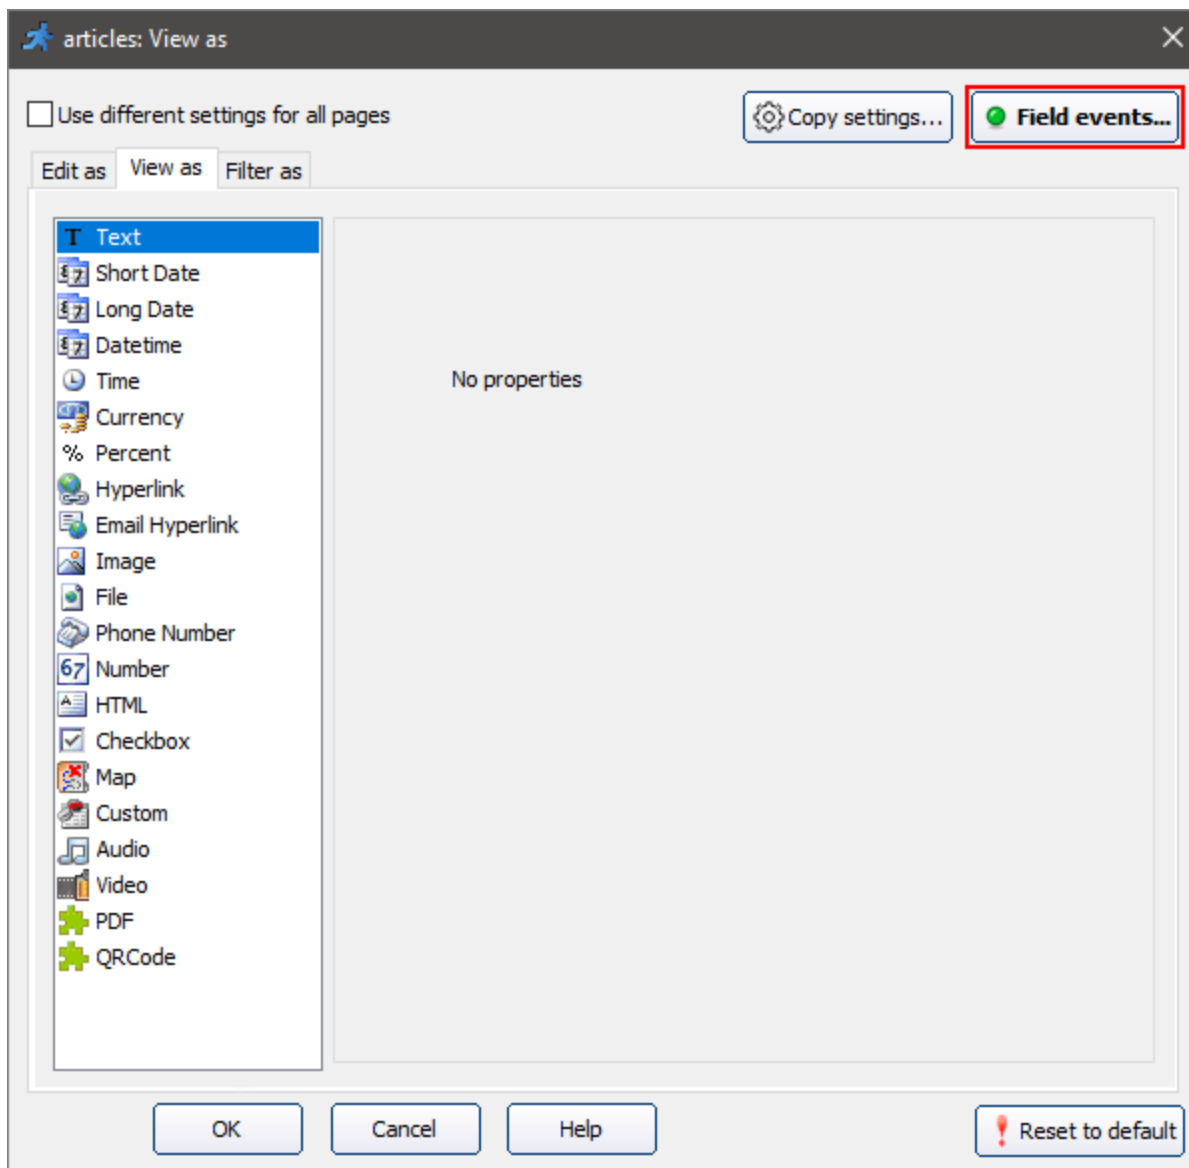 articles: View as
Use different settings for all pages
Copy settings...
Field events...
Edit as
View as
Filter as
Text
Short Date
Long Date
Datetime
Time
No properties
Currency
% Percent
Hyperlink
Email Hyperlink
Image
File
Phone Number
67 Number
HTML
Checkbox
Map
Custom
Audio
Video
PDF
QRCode
OK
Cancel
Help
Reset to default